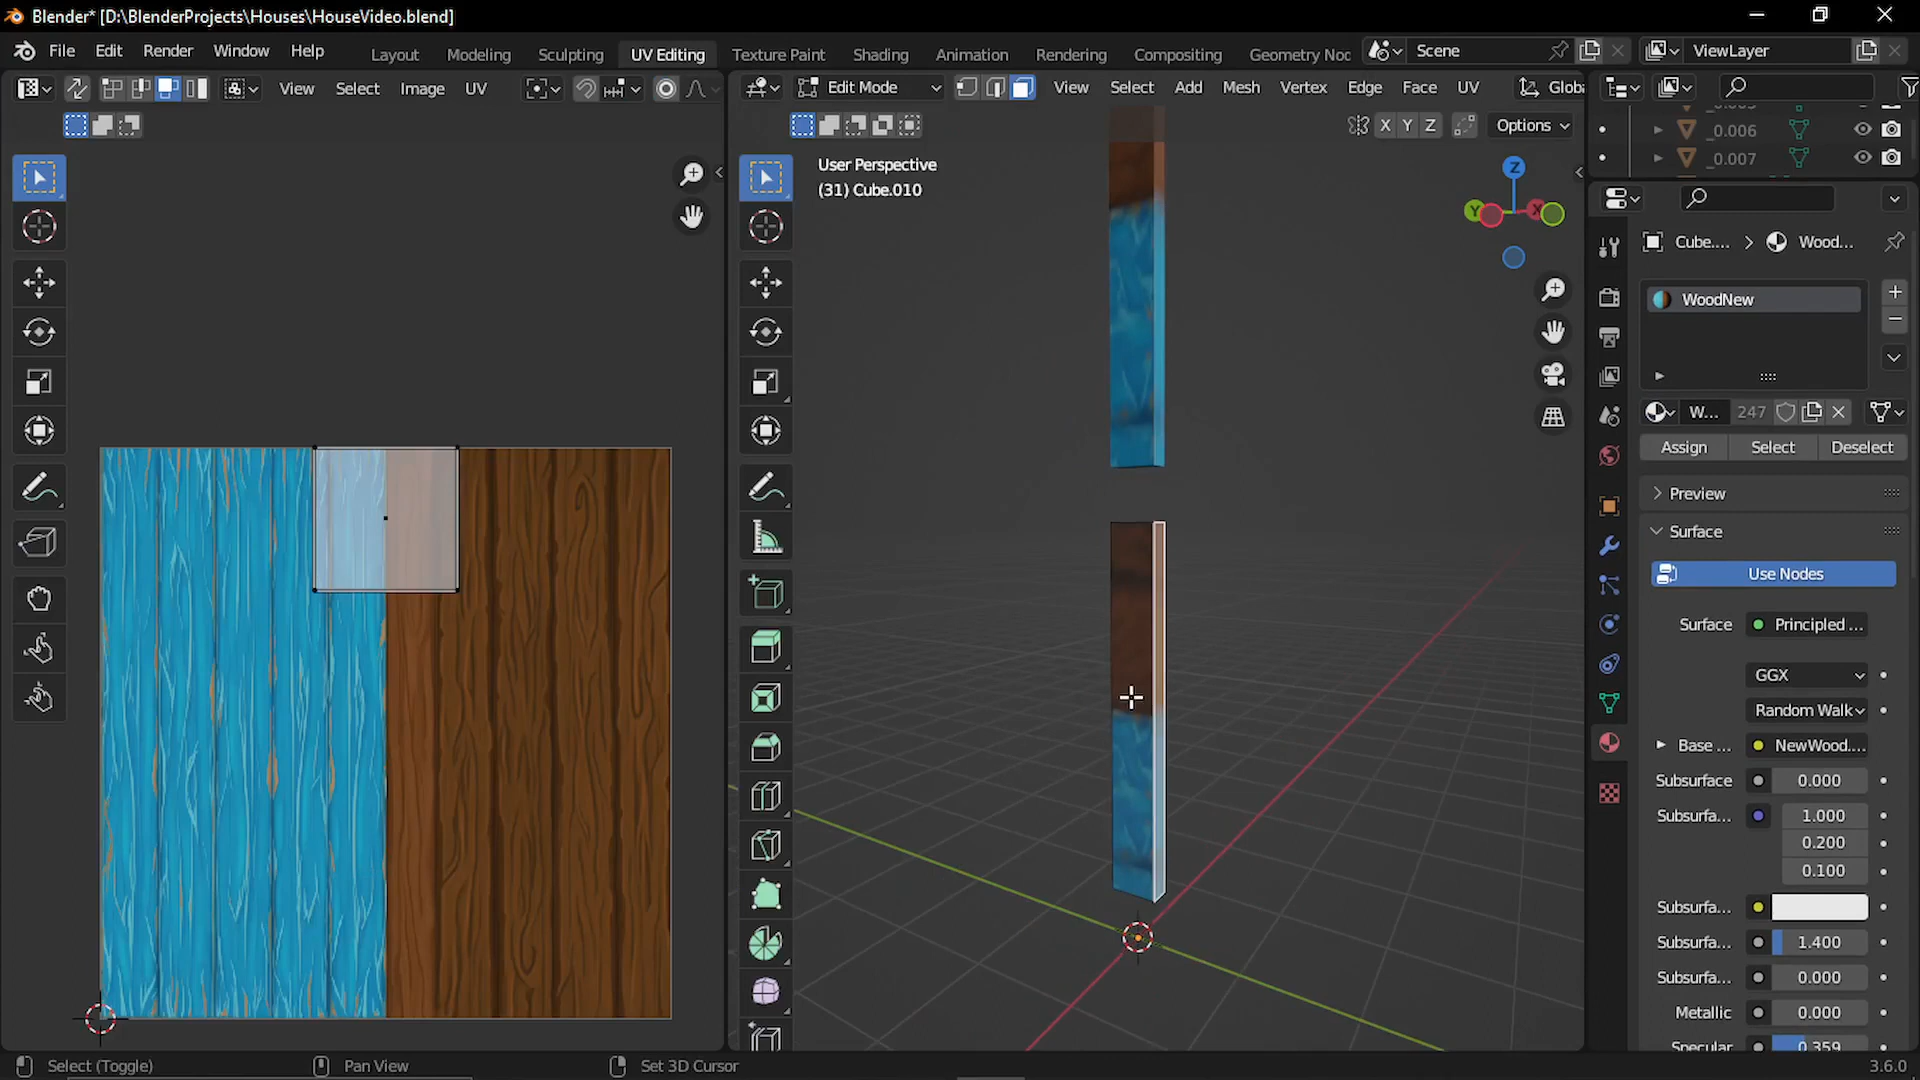 Blender* [D:\BlenderProjects\Houses\HouseVideo.blend]
File Edit Render Window Help Layout Modeling Sculpting UV Editing Texture Paint Shading Animation Rendering Compositing Geometry Noc Scene ViewLayer
View Select Image UV Edit Mode View Select Add Mesh Vertex Edge Face UV Globa
X Y Z Options
_0.006
_0.007
User Perspective
(31) Cube.010
Z
Y X
Cube.... Wood...
WoodNew
W... 247
Assign Select Deselect
Preview
Surface
Use Nodes
Surface Principled ...
GGX
Random Walk
Base ... NewWood....
Subsurface 0.000
Subsurfa... 1.000
0.200
0.100
Subsurfa...
Subsurfa... 1.400
Subsurfa... 0.000
Metallic 0.000
Specular 0.359
Select (Toggle) Pan View Set 3D Cursor 3.6.0